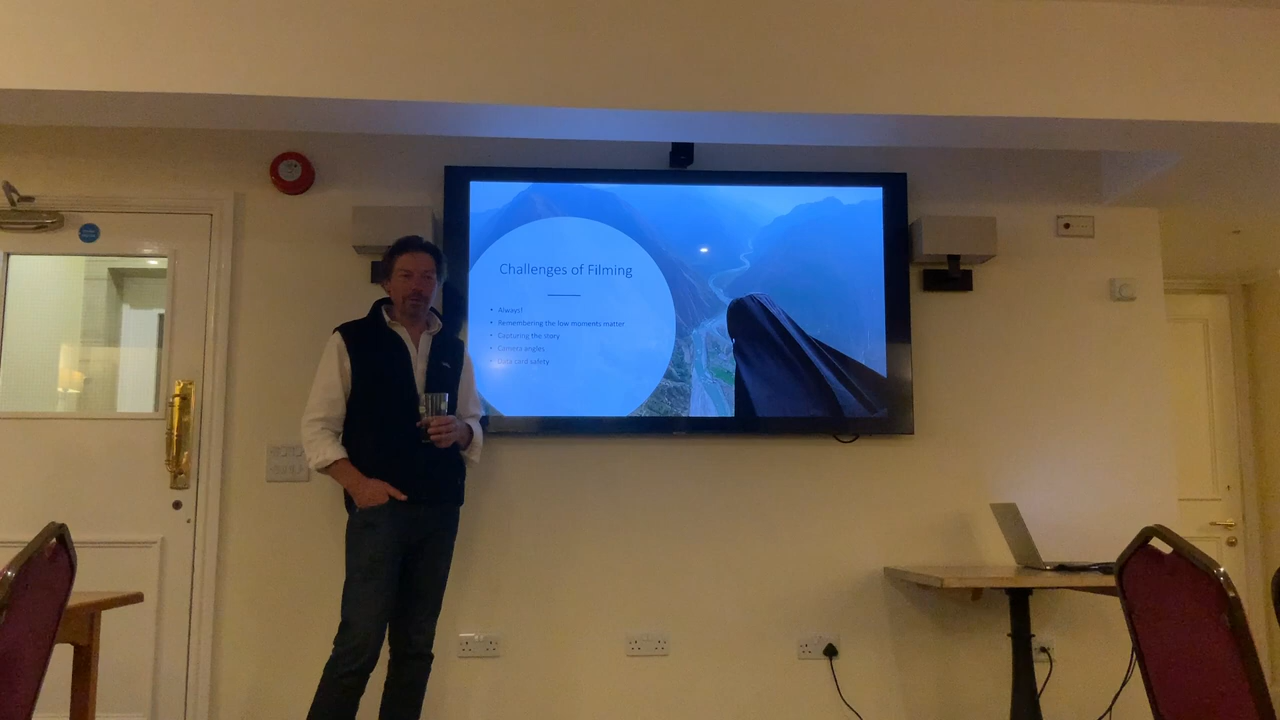 Challenges of Filming
Always!
Remembering the low moments matter
Capturing the story
Camera angles
Data card safety